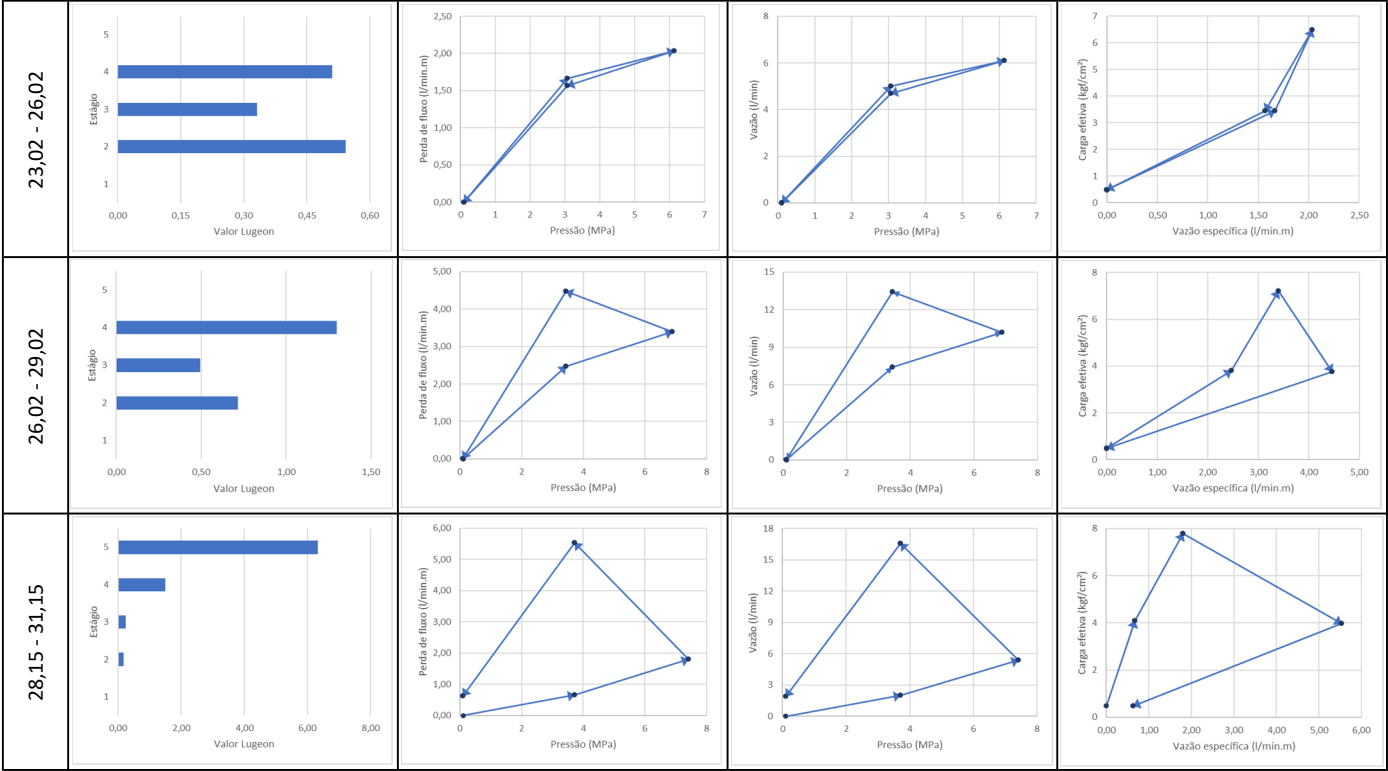 23,02 - 26,02
Estágio
5
4
3
2
1
0,00 0,15 0,30 0,45 0,60
Valor Lugeon
Perda de fluxo (l/min.m)
2,50
2,00
1,50
1,00
0,50
0,00
0 1 2 3 4 5 6 7
Pressão (MPa)
Vazão (l/min)
8
6
4
2
0
0 1 2 3 4 5 6 7
Pressão (MPa)
Carga efetiva (kgf/cm²)
7
6
5
4
3
2
1
0
0,00 0,50 1,00 1,50 2,00 2,50
Vazão específica (l/min.m)
26,02 - 29,02
Estágio
5
4
3
2
1
0,00 0,50 1,00 1,50
Valor Lugeon
Perda de fluxo (l/min.m)
5,00
4,00
3,00
2,00
1,00
0,00
0 2 4 6 8
Pressão (MPa)
Vazão (l/min)
15
12
9
6
3
0
0 2 4 6 8
Pressão (MPa)
Carga efetiva (kgf/cm²)
8
6
4
2
0
0,00 1,00 2,00 3,00 4,00 5,00
Vazão específica (l/min.m)
28,15 - 31,15
Estágio
5
4
3
2
1
0,00 2,00 4,00 6,00 8,00
Valor Lugeon
Perda de fluxo (l/min.m)
6,00
5,00
4,00
3,00
2,00
1,00
0,00
0 2 4 6 8
Pressão (MPa)
Vazão (l/min)
18
15
12
9
6
3
0
0 2 4 6 8
Pressão (MPa)
Carga efetiva (kgf/cm²)
8
6
4
2
0
0,00 1,00 2,00 3,00 4,00 5,00 6,00
Vazão específica (l/min.m)